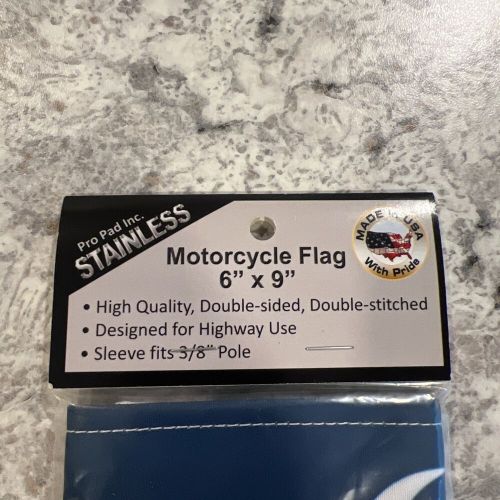 Pro Pad Inc.
STAINLESS
MADE IN USA
With Pride
Motorcycle Flag
6” x 9”
• High Quality, Double-sided, Double-stitched
• Designed for Highway Use
• Sleeve fits 3/8” Pole